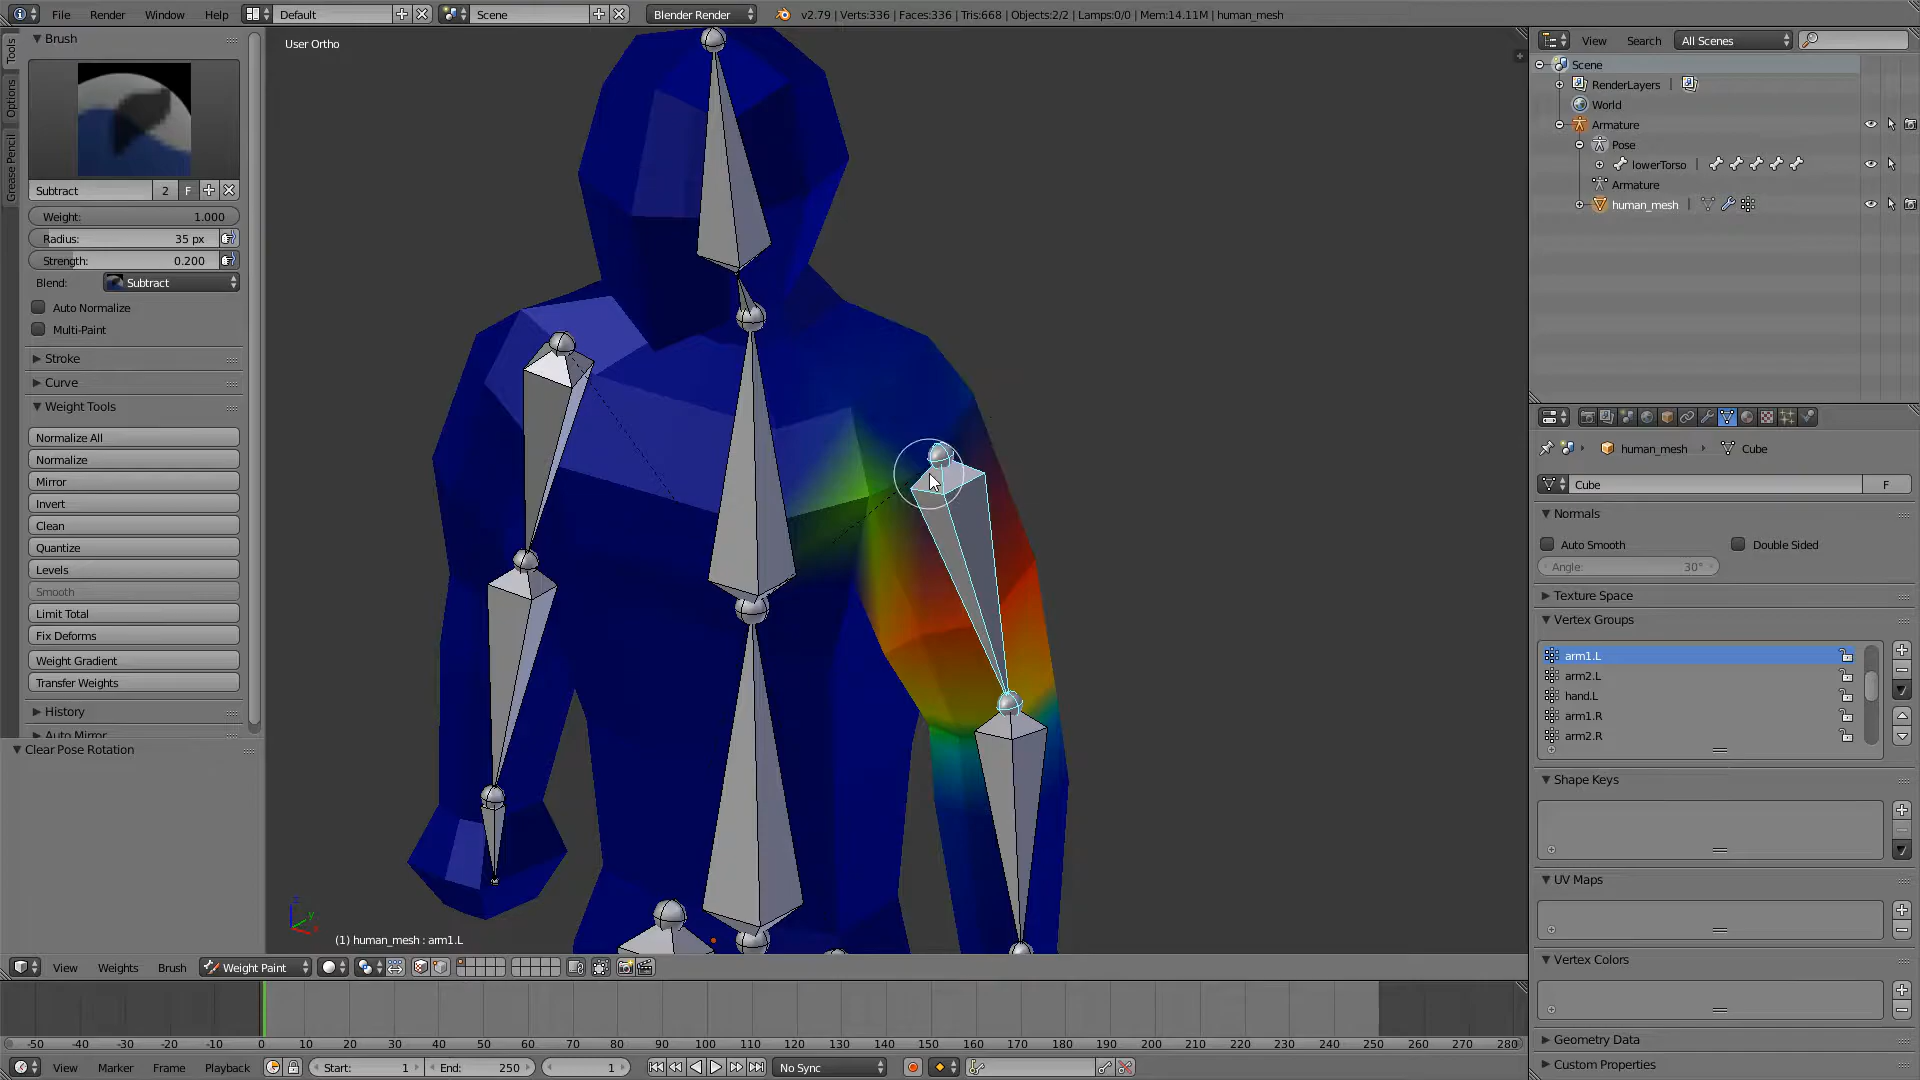 File Render Window Help Default Scene Blender Render v2.79 | Verts:336 | Faces:336 | Tris:668 | Objects:2/2 | Lamps:0/0 | Mem:14.11M | human_mesh
Tools
Options
Grease Pencil
Brush
Subtract 2 F
Weight: 1.000
Radius: 35 px
Strength: 0.200
Blend: Subtract
Auto Normalize
Multi-Paint
Stroke
Curve
Weight Tools
Normalize All
Normalize
Mirror
Invert
Clean
Quantize
Levels
Smooth
Limit Total
Fix Deforms
Weight Gradient
Transfer Weights
History
Auto Mirror
Clear Pose Rotation
User Ortho
z
y
x
(1) human_mesh : arm1.L
View Weights Brush Weight Paint
-50 -40 -30 -20 -10 0 10 20 30 40 50 60 70 80 90 100 110 120 130 140 150 160 170 180 190 200 210 220 230 240 250 260 270 280
View Marker Frame Playback Start: 1 End: 250 1 No Sync
View Search All Scenes
Scene
RenderLayers |
World
Armature
Pose
lowerTorso |
Armature
human_mesh |
human_mesh Cube
Cube F
Normals
Auto Smooth Double Sided
Angle: 30°
Texture Space
Vertex Groups
arm1.L
arm2.L
hand.L
arm1.R
arm2.R
Shape Keys
UV Maps
Vertex Colors
Geometry Data
Custom Properties